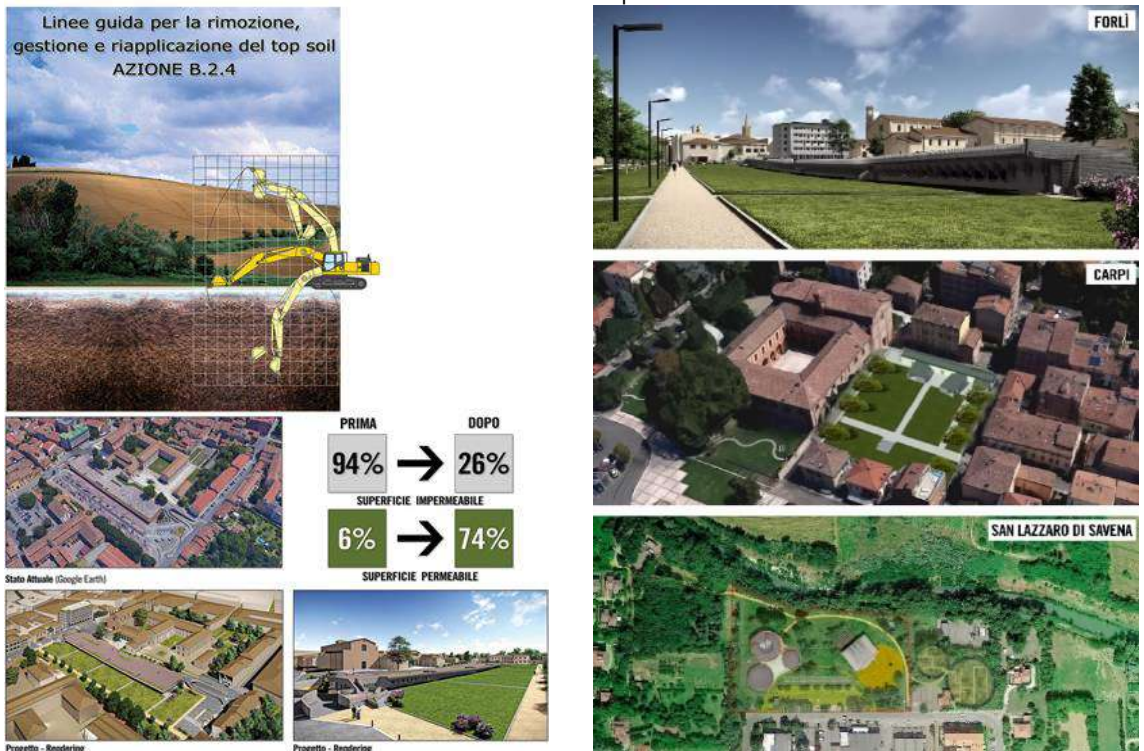 Linee guida per la rimozione,
gestione e riapplicazione del top soil
AZIONE B.2.4
PRIMA
DOPO
94%
26%
SUPERFICIE IMPERMEABILE
6%
74%
SUPERFICIE PERMEABILE
Stato Attuale (Google Earth)
Progetto - Rendering
Progetto - Rendering
FORLÌ
CARPI
SAN LAZZARO DI SAVENA